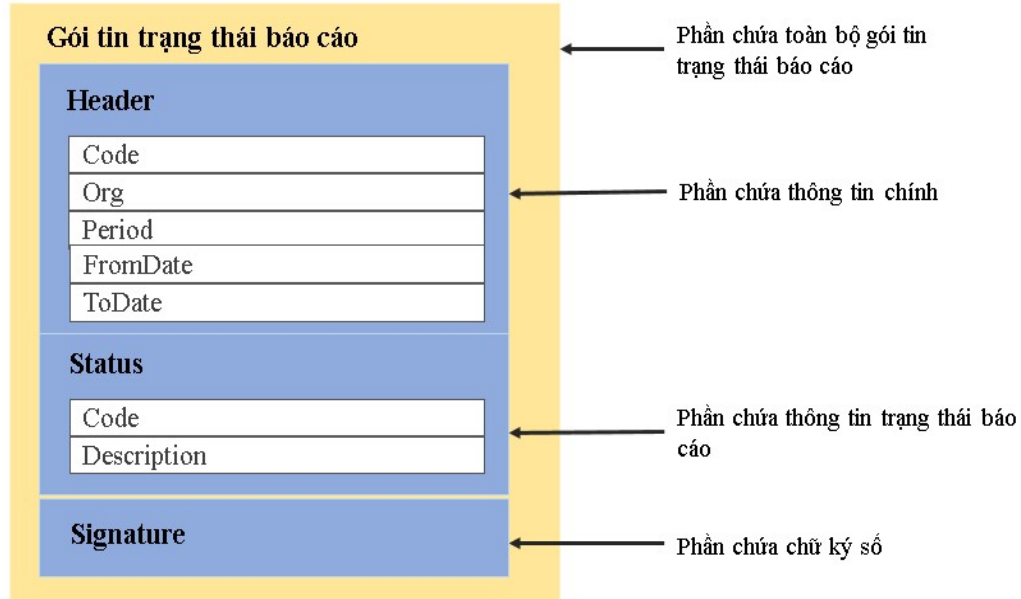 Gói tin trạng thái báo cáo
Phần chứa toàn bộ gói tin
trạng thái báo cáo
Header
Code
Org
Phần chứa thông tin chính
Period
FromDate
ToDate
Status
Code
Phần chứa thông tin trạng thái báo
cáo
Description
Signature
Phần chứa chữ ký số